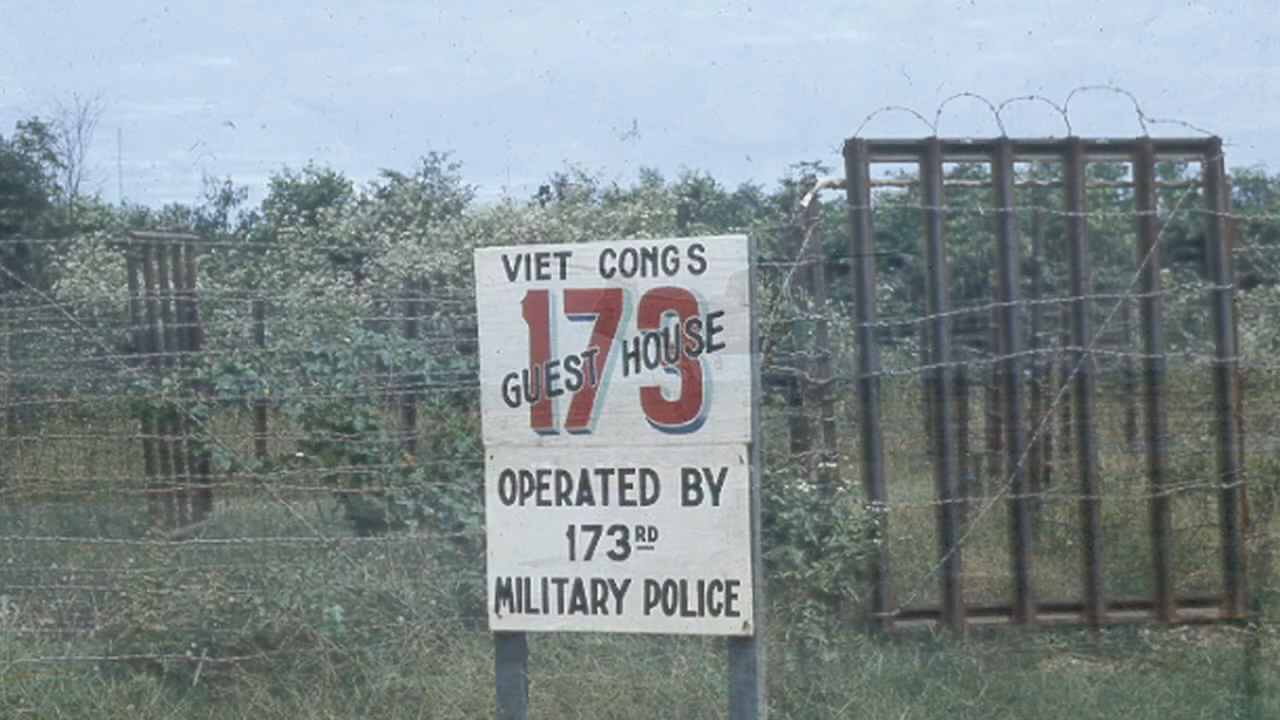 VIET CONGS
173
GUEST HOUSE
OPERATED BY
173RD
MILITARY POLICE